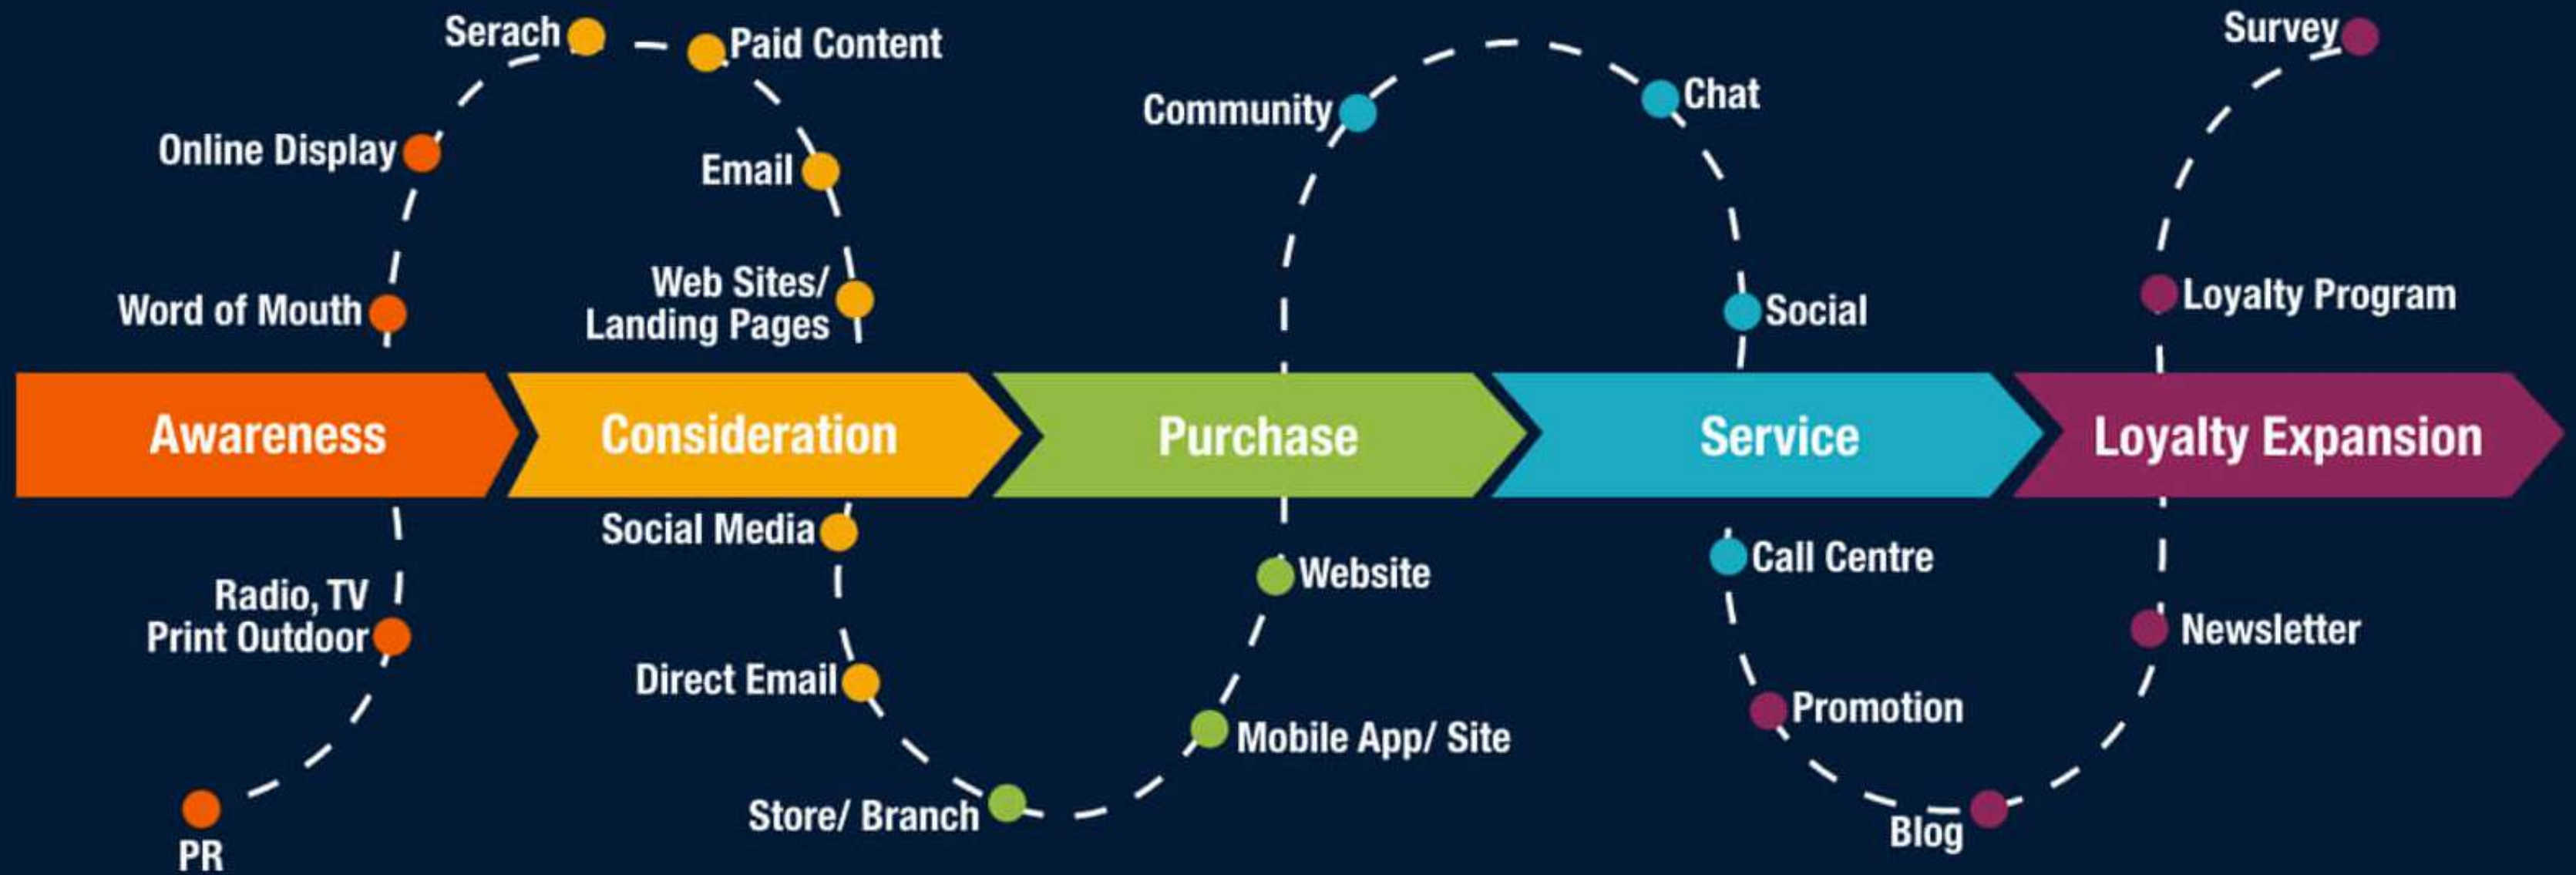 Serach
Paid Content
Online Display
Email
Word of Mouth
Web Sites/
Landing Pages
Community
Chat
Social
Survey
Loyalty Program
Awareness
Consideration
Purchase
Service
Loyalty Expansion
Radio, TV
Print Outdoor
PR
Social Media
Direct Email
Store/ Branch
Website
Mobile App/ Site
Call Centre
Promotion
Blog
Newsletter